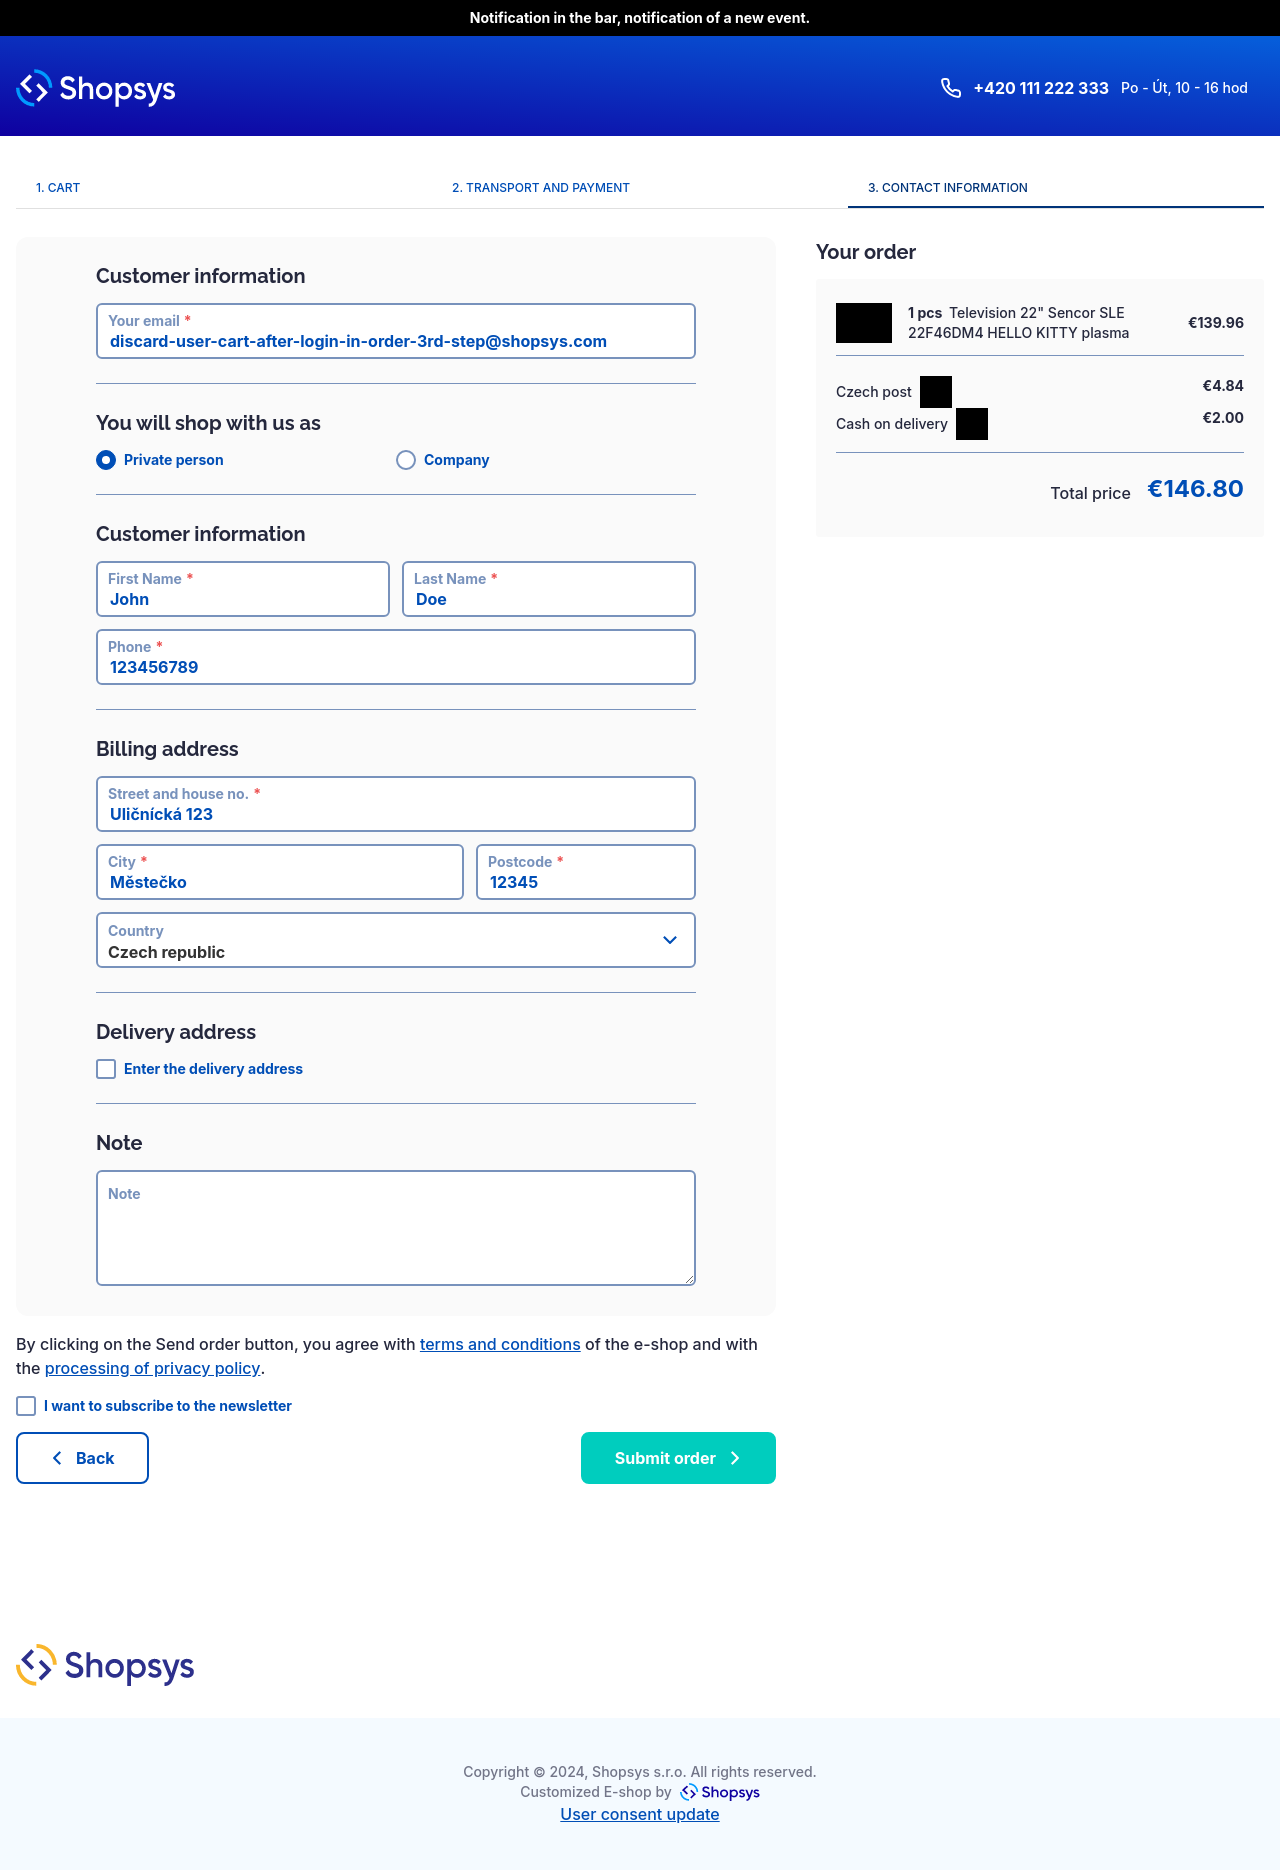 Notification in the bar, notification of a new event.
Shopsys
+420 111 222 333 Po - Út, 10 - 16 hod
1. CART
2. TRANSPORT AND PAYMENT
3. CONTACT INFORMATION
Customer information
Your email *
discard-user-cart-after-login-in-order-3rd-step@shopsys.com
You will shop with us as
Private person
Company
Customer information
First Name *
John
Last Name *
Doe
Phone *
123456789
Billing address
Street and house no. *
Uličnícká 123
City *
Městečko
Postcode *
12345
Country
Czech republic
Delivery address
Enter the delivery address
Note
Note
By clicking on the Send order button, you agree with terms and conditions of the e-shop and with
the processing of privacy policy.
I want to subscribe to the newsletter
Back
Submit order
Your order
1 pcs Television 22" Sencor SLE
22F46DM4 HELLO KITTY plasma
€139.96
Czech post
€4.84
Cash on delivery
€2.00
Total price €146.80
Shopsys
Copyright © 2024, Shopsys s.r.o. All rights reserved.
Customized E-shop by Shopsys
User consent update